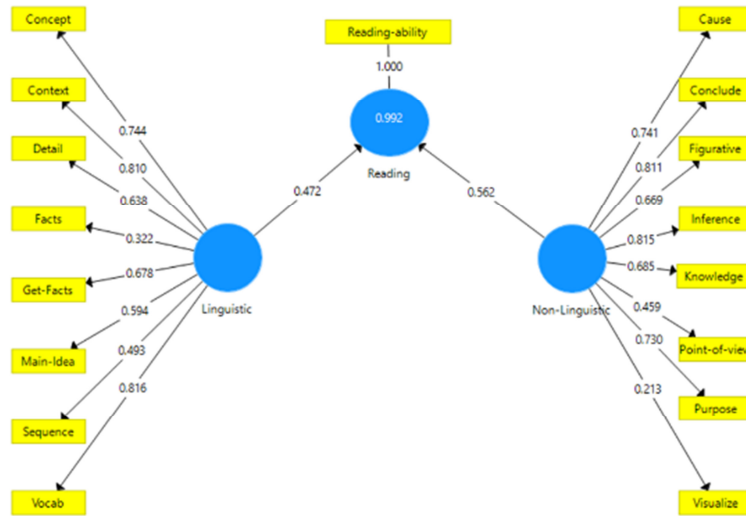 Concept
Context
Detail
Facts
Get-Facts
Main-Idea
Sequence
Vocab
0.744
0.810
0.638
0.322
0.678
0.594
0.493
0.816
Linguistic
0.472
Reading-ability
1.000
0.992
Reading
0.562
Non-Linguistic
0.741
0.811
0.669
0.815
0.685
0.459
0.730
0.213
Cause
Conclude
Figurative
Inference
Knowledge
Point-of-view
Purpose
Visualize